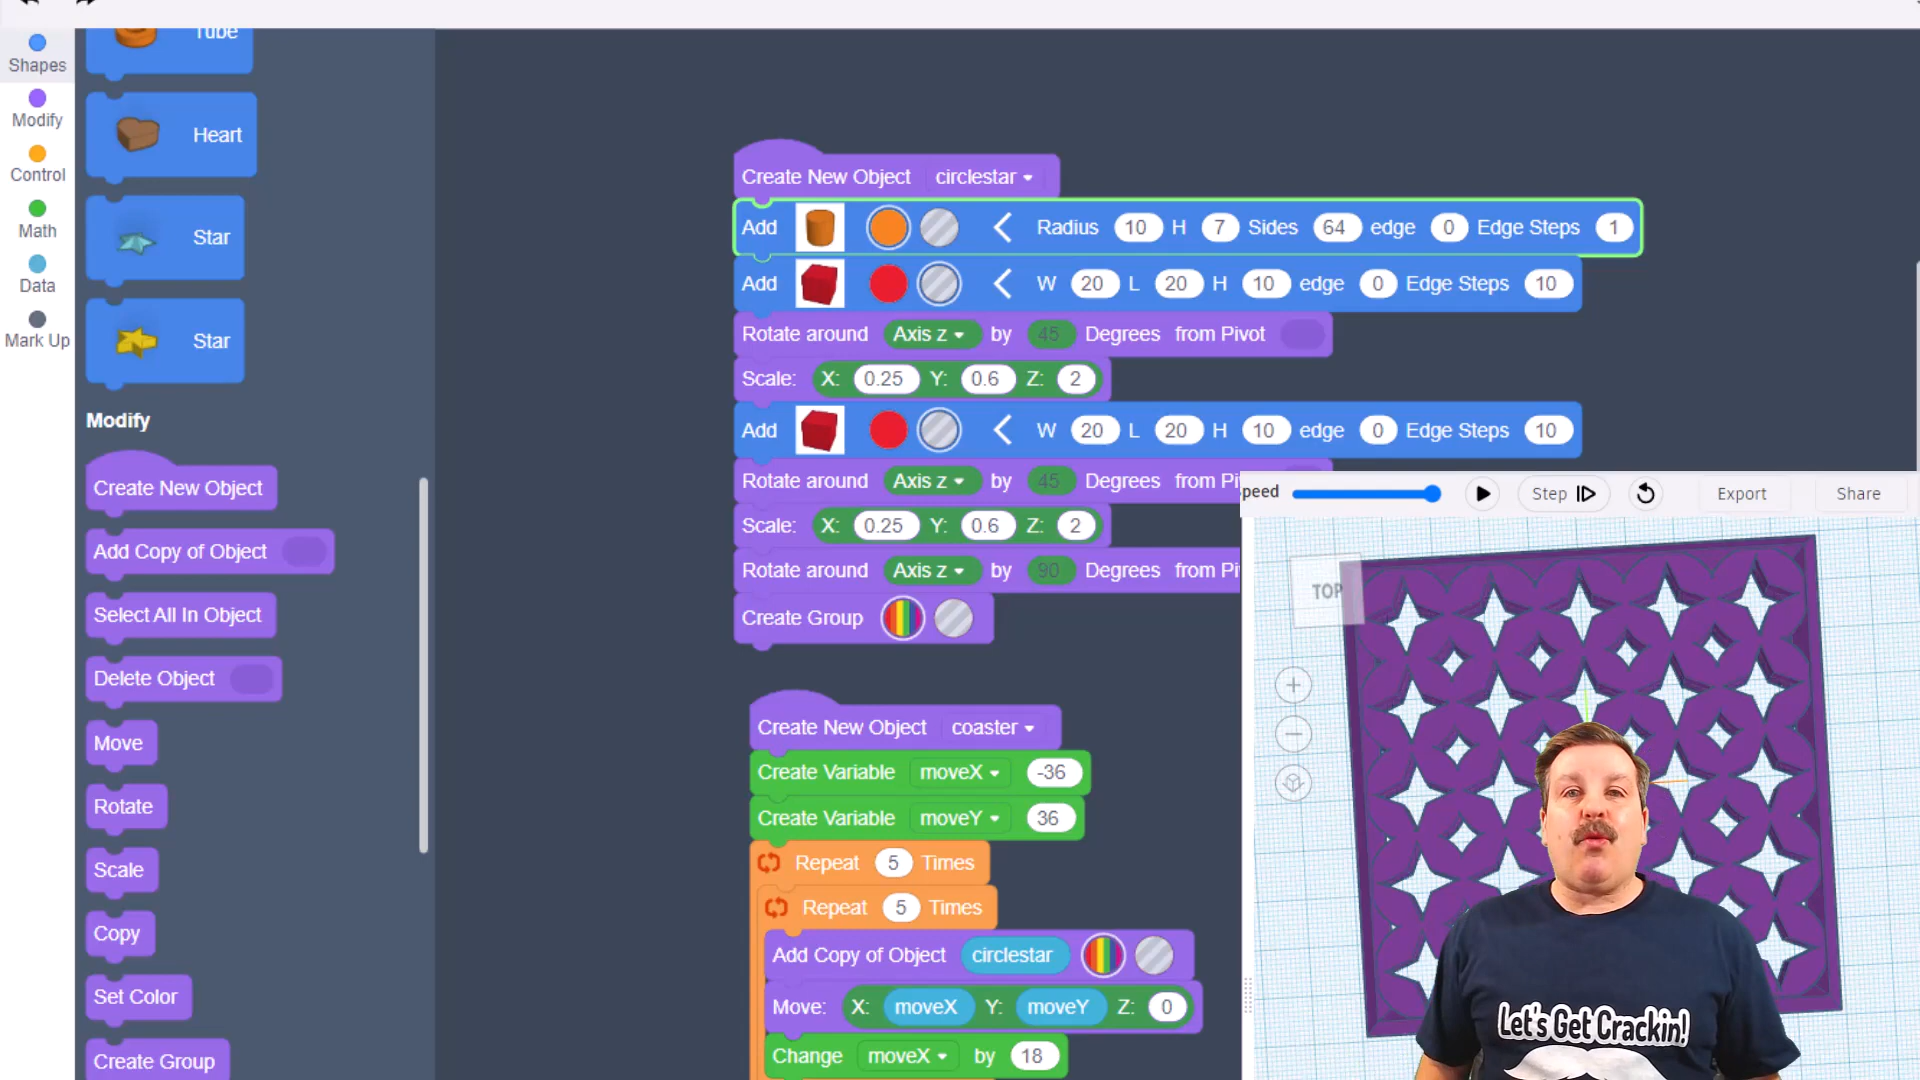 Tube
Shapes
Heart
Modify
Control
Star
Math
Data
Star
Mark Up
Modify
Create New Object
Add Copy of Object
Select All In Object
Delete Object
Move
Rotate
Scale
Copy
Set Color
Create Group
Create New Object circlestar
Add Radius 10 H 7 Sides 64 edge 0 Edge Steps 1
Add W 20 L 20 H 10 edge 0 Edge Steps 10
Rotate around Axis z by 45 Degrees from Pivot
Scale: X: 0.25 Y: 0.6 Z: 2
Add W 20 L 20 H 10 edge 0 Edge Steps 10
Rotate around Axis z by 45 Degrees from Pi
Scale: X: 0.25 Y: 0.6 Z: 2
Rotate around Axis z by 90 Degrees from Pi
Create Group
Create New Object coaster
Create Variable moveX -36
Create Variable moveY 36
Repeat 5 Times
Repeat 5 Times
Add Copy of Object circlestar
Move: X: moveX Y: moveY Z: 0
Change moveX by 18
peed Step Export Share
TOP
Let's Get Crackin!